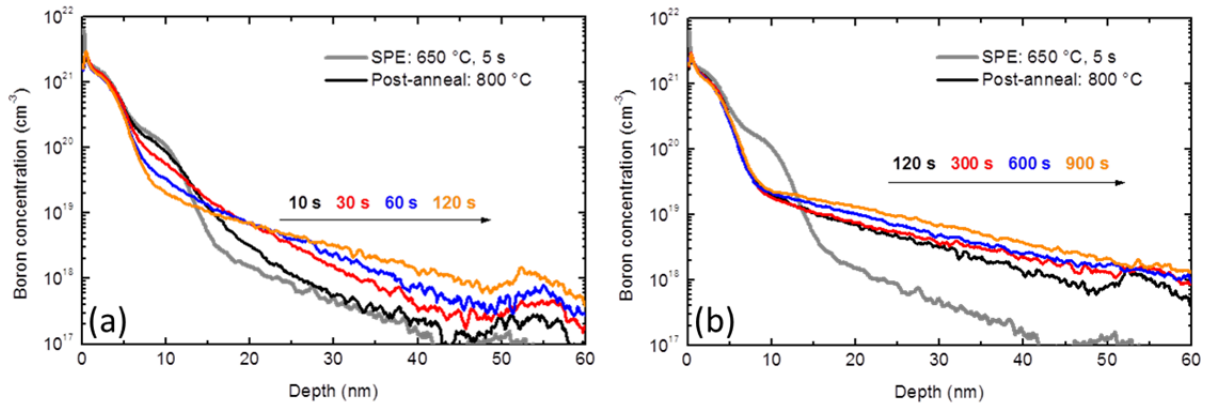 10²²
10²¹
10²⁰
10¹⁹
10¹⁸
10¹⁷
Boron concentration (cm⁻³)
SPE: 650 °C, 5 s
Post-anneal: 800 °C
10 s 30 s 60 s 120 s
(a)
0 10 20 30 40 50 60
Depth (nm)
10²²
10²¹
10²⁰
10¹⁹
10¹⁸
10¹⁷
Boron concentration (cm⁻³)
SPE: 650 °C, 5 s
Post-anneal: 800 °C
120 s 300 s 600 s 900 s
(b)
0 10 20 30 40 50 60
Depth (nm)